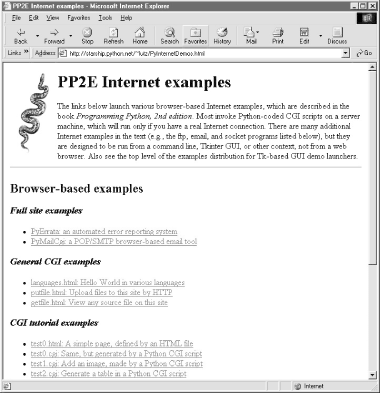 PP2E Internet examples - Microsoft Internet Explorer
File Edit View Favorites Tools Help
Back Forward Stop Refresh Home Search Favorites History Mail Print Edit Discuss
Links » Address http://starship.python.net/~lutz/PyInternetDemos.html Go
PP2E Internet examples
The links below launch various browser-based Internet examples, which are described in the
book Programming Python, 2nd edition. Most invoke Python-coded CGI scripts on a server
machine, which will run only if you have a real Internet connection. There are many additional
Internet examples in the text (e.g., the ftp, email, and socket programs listed below), but they
are designed to be run from a command line, Tkinter GUI, or other context, not from a web
browser. Also see the top level of the examples distribution for Tk-based GUI demo launchers.
Browser-based examples
Full site examples
PyErrata: an automated error reporting system
PyMailCgi: a POP/SMTP browser-based email tool
General CGI examples
languages.html: Hello World in various languages
putfile.html: Upload files to this site by HTTP
getfile.html: View any source file on this site
CGI tutorial examples
test0.html: A simple page, defined by an HTML file
test0.cgi: Same, but generated by a Python CGI script
test1.cgi: Add an image, made by a Python CGI script
test2.cgi: Generate a table in a Python CGI script
Internet